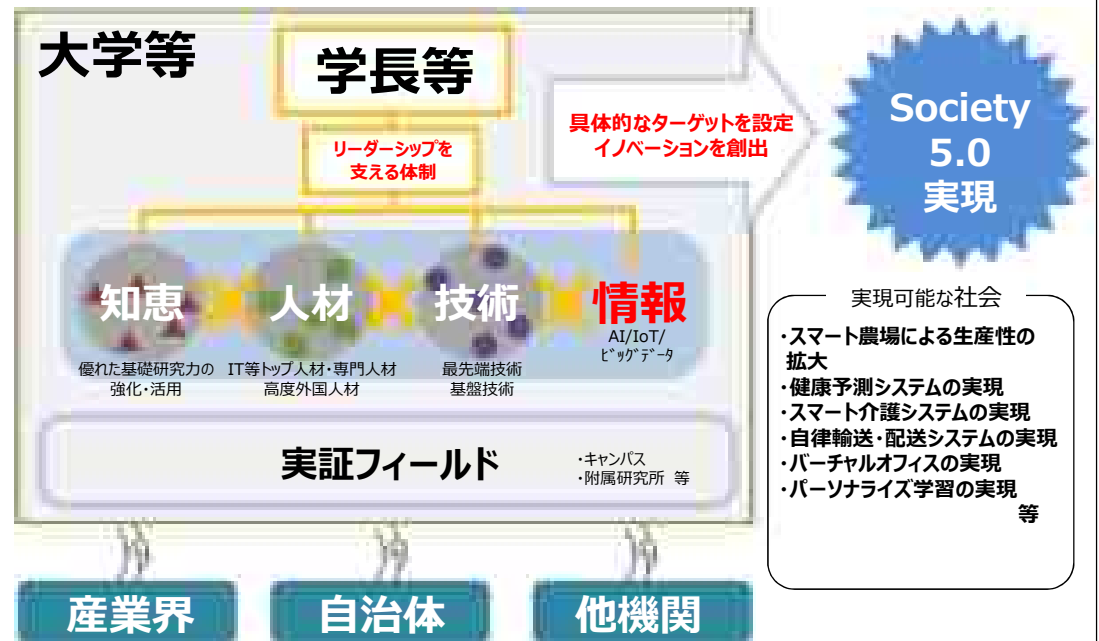 大学等
学長等
リーダーシップを
支える体制
具体的なターゲットを設定
イノベーションを創出
Society
5.0
実現
知恵
人材
技術
情報
AI/IoT/
ﾋﾞｯｸﾞﾃﾞｰﾀ
優れた基礎研究力の
強化・活用
IT等トップ人材・専門人材
高度外国人材
最先端技術
基盤技術
実証フィールド
・キャンパス
・附属研究所 等
実現可能な社会
・スマート農場による生産性の
拡大
・健康予測システムの実現
・スマート介護システムの実現
・自律輸送・配送システムの実現
・バーチャルオフィスの実現
・パーソナライズ学習の実現
等
産業界
自治体
他機関